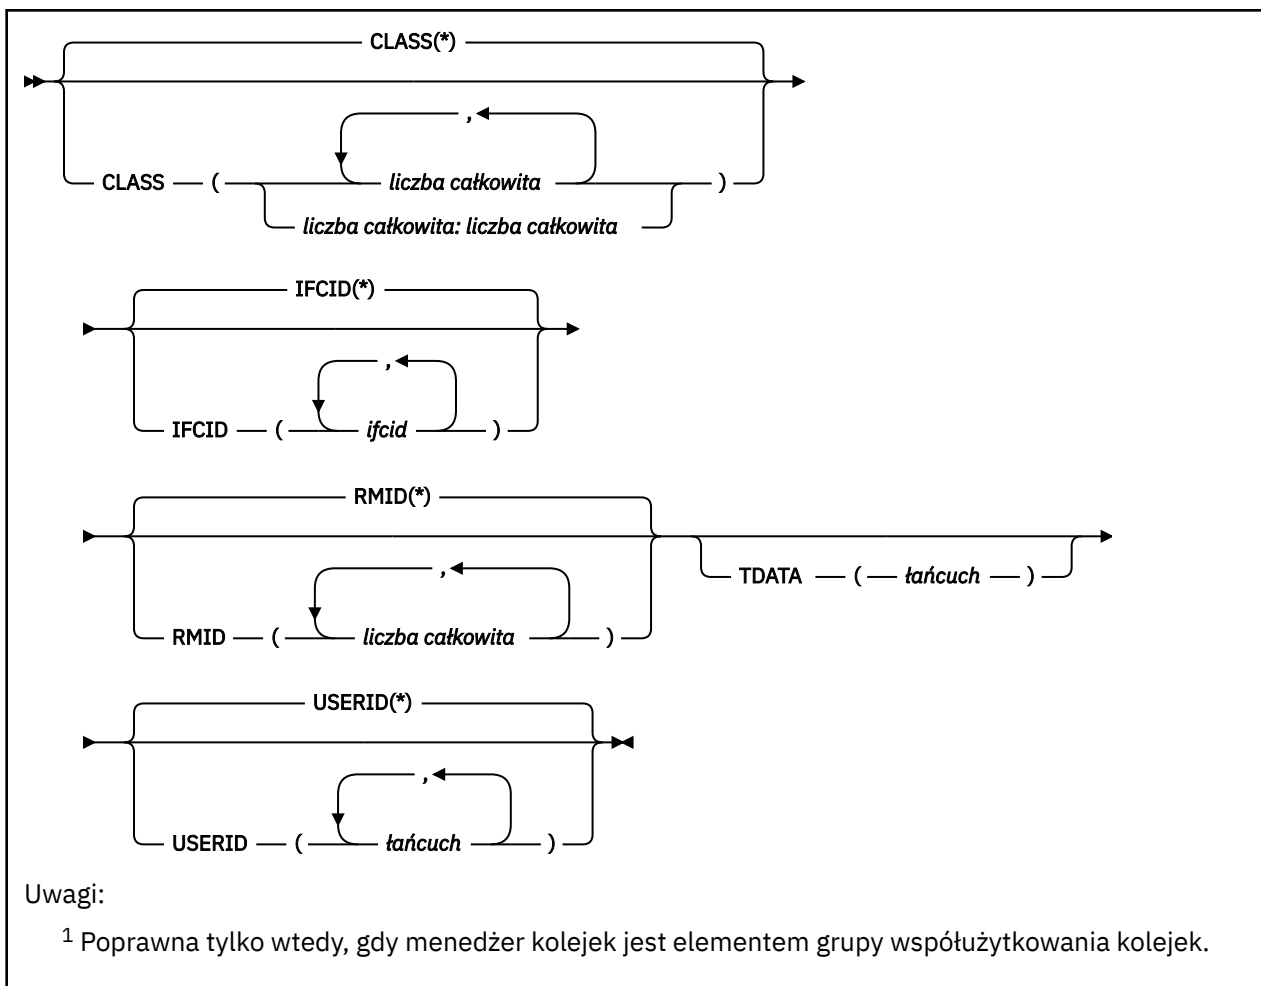 CLASS(*)
,
CLASS ( liczba całkowita )
liczba całkowita: liczba całkowita
IFCID(*)
,
IFCID ( ifcid )
RMID(*)
,
TDATA ( łańcuch )
RMID ( liczba całkowita )
USERID(*)
,
USERID ( łańcuch )
Uwagi:
1 Poprawna tylko wtedy, gdy menedżer kolejek jest elementem grupy współużytkowania kolejek.